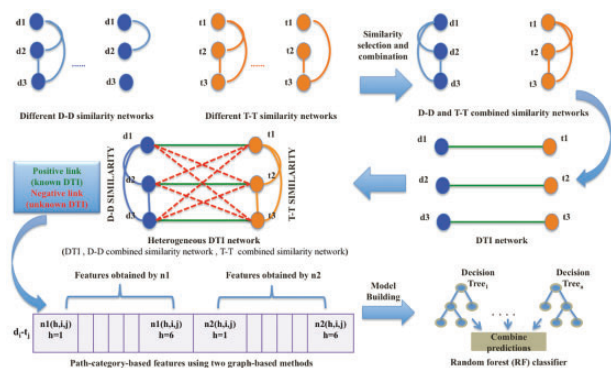 d1
d2
d3
......
d1
d2
d3
Different D-D similarity networks
t1
t2
t3
......
t1
t2
t3
Different T-T similarity networks
Similarity
selection and
combination
d1
d2
d3
t1
t2
t3
D-D and T-T combined similarity networks
Positive link
(known DTI)
Negative link
(unknown DTI)
D-D SIMILARITY
d1
d2
d3
t1
t2
t3
T-T SIMILARITY
Heterogeneous DTI network
(DTI , D-D combined similarity network , T-T combined similarity network)
d1
d2
d3
t1
t2
t3
DTI network
Features obtained by n1
Features obtained by n2
di-tj
n1(h,i,j)
h=1
n1(h,i,j)
h=6
n2(h,i,j)
h=1
n2(h,i,j)
h=6
Path-category-based features using two graph-based methods
Model
Building
Decision
Tree1
Decision
Treen
. . . .
Combine
predictions
Random forest (RF) classifier